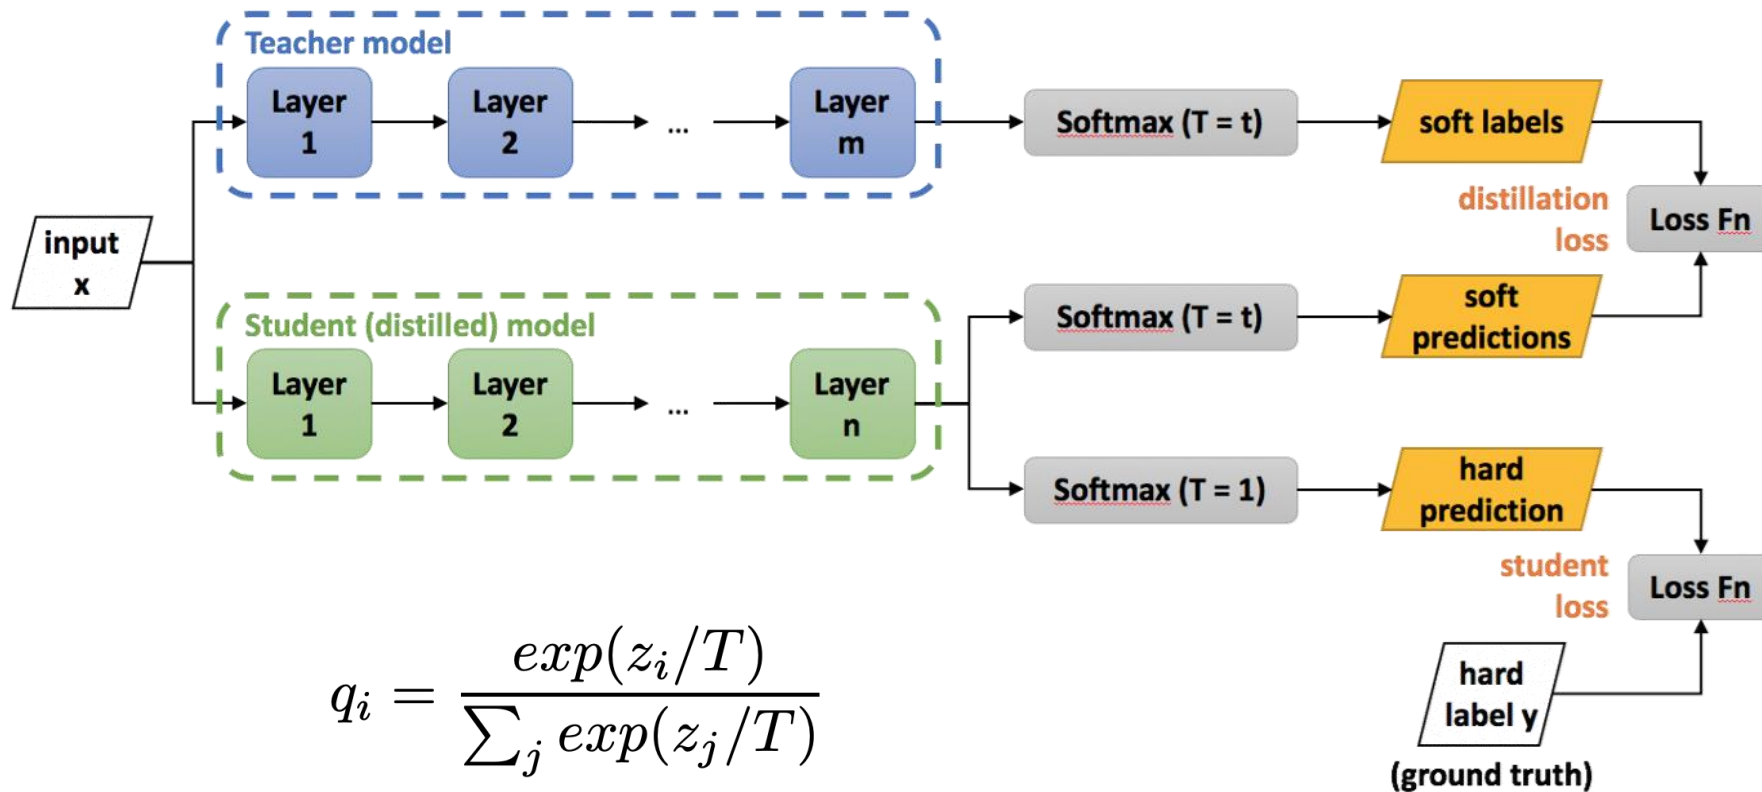 Teacher model
Layer
1
Layer
2
...
Layer
m
Softmax (T = t)
soft labels
distillation
loss
Loss Fn
input
x
Student (distilled) model
Layer
1
Layer
2
...
Layer
n
Softmax (T = t)
soft
predictions
Softmax (T = 1)
hard
prediction
student
loss
Loss Fn
hard
label y
(ground truth)
q_i = exp(z_i/T) / ∑_j exp(z_j/T)